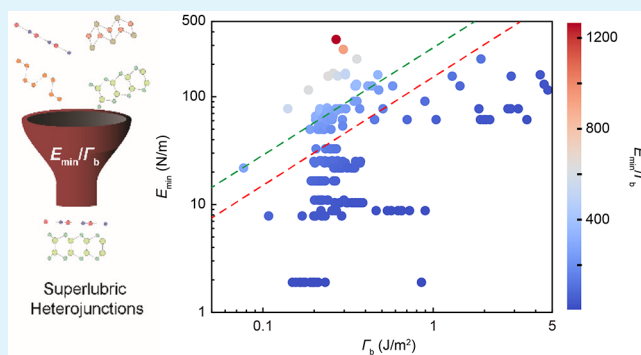 E_min/Γ_b
Superlubric
Heterojunctions
E_min (N/m)
500
100
10
1
0.1
1
5
Γ_b (J/m²)
1200
800
400
E_min/Γ_b